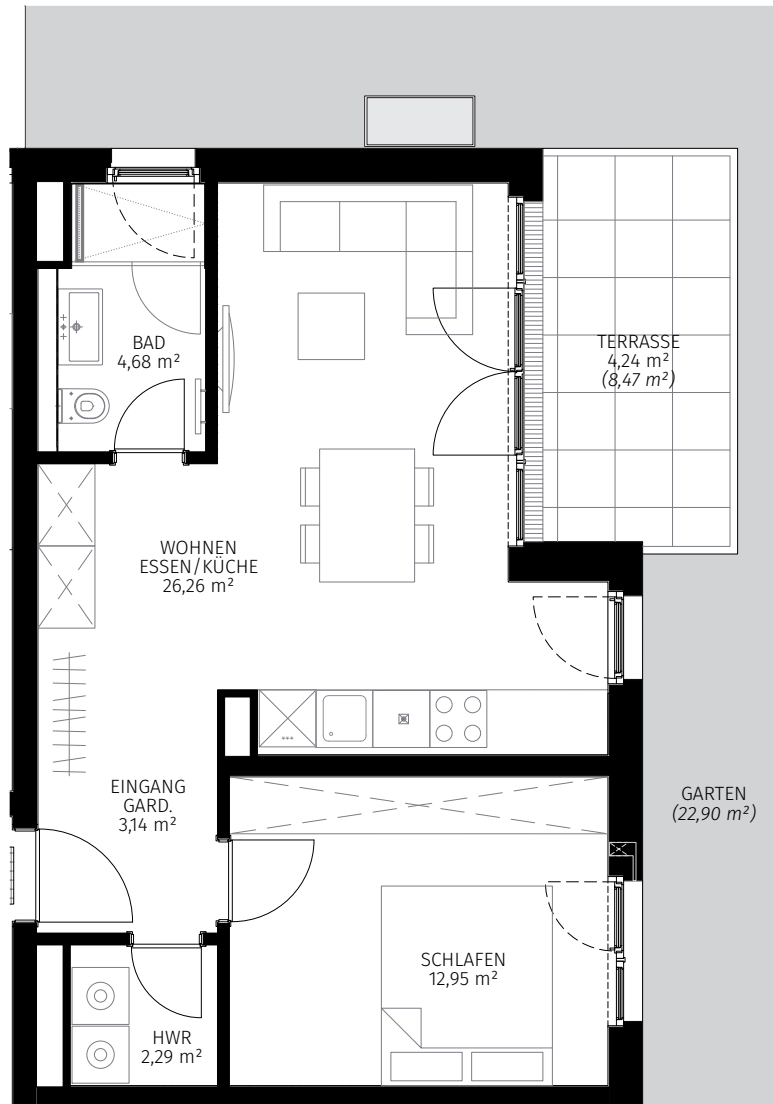 BAD
4,68 m²
TERRASSE
4,24 m²
(8,47 m²)
WOHNEN
ESSEN/KÜCHE
26,26 m²
EINGANG
GARD.
3,14 m²
GARTEN
(22,90 m²)
SCHLAFEN
12,95 m²
HWR
2,29 m²